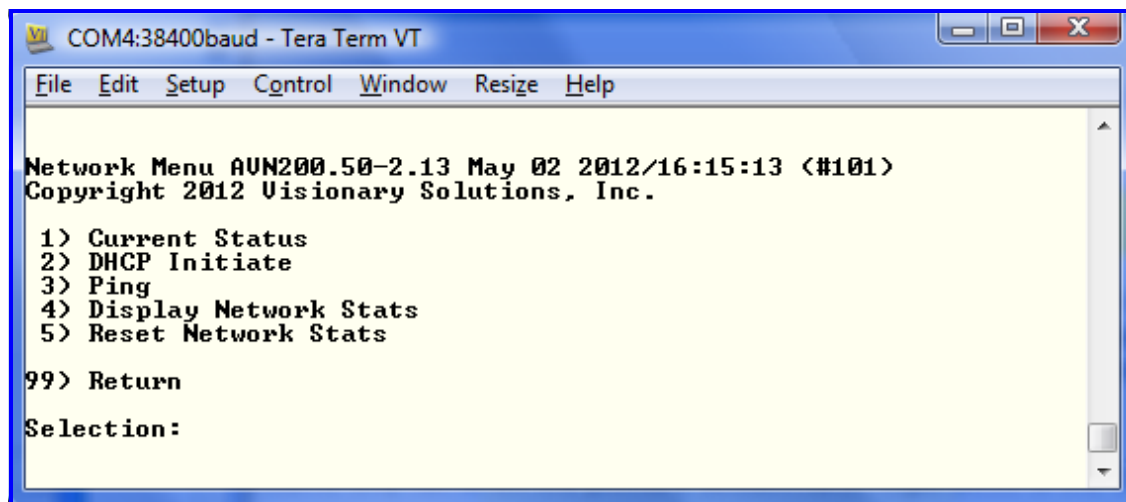 COM4:38400baud - Tera Term VT
File Edit Setup Control Window Resize Help
Network Menu AVN200.50-2.13 May 02 2012/16:15:13 (#101)
Copyright 2012 Visionary Solutions, Inc.
1) Current Status
2) DHCP Initiate
3) Ping
4) Display Network Stats
5) Reset Network Stats
99) Return
Selection: